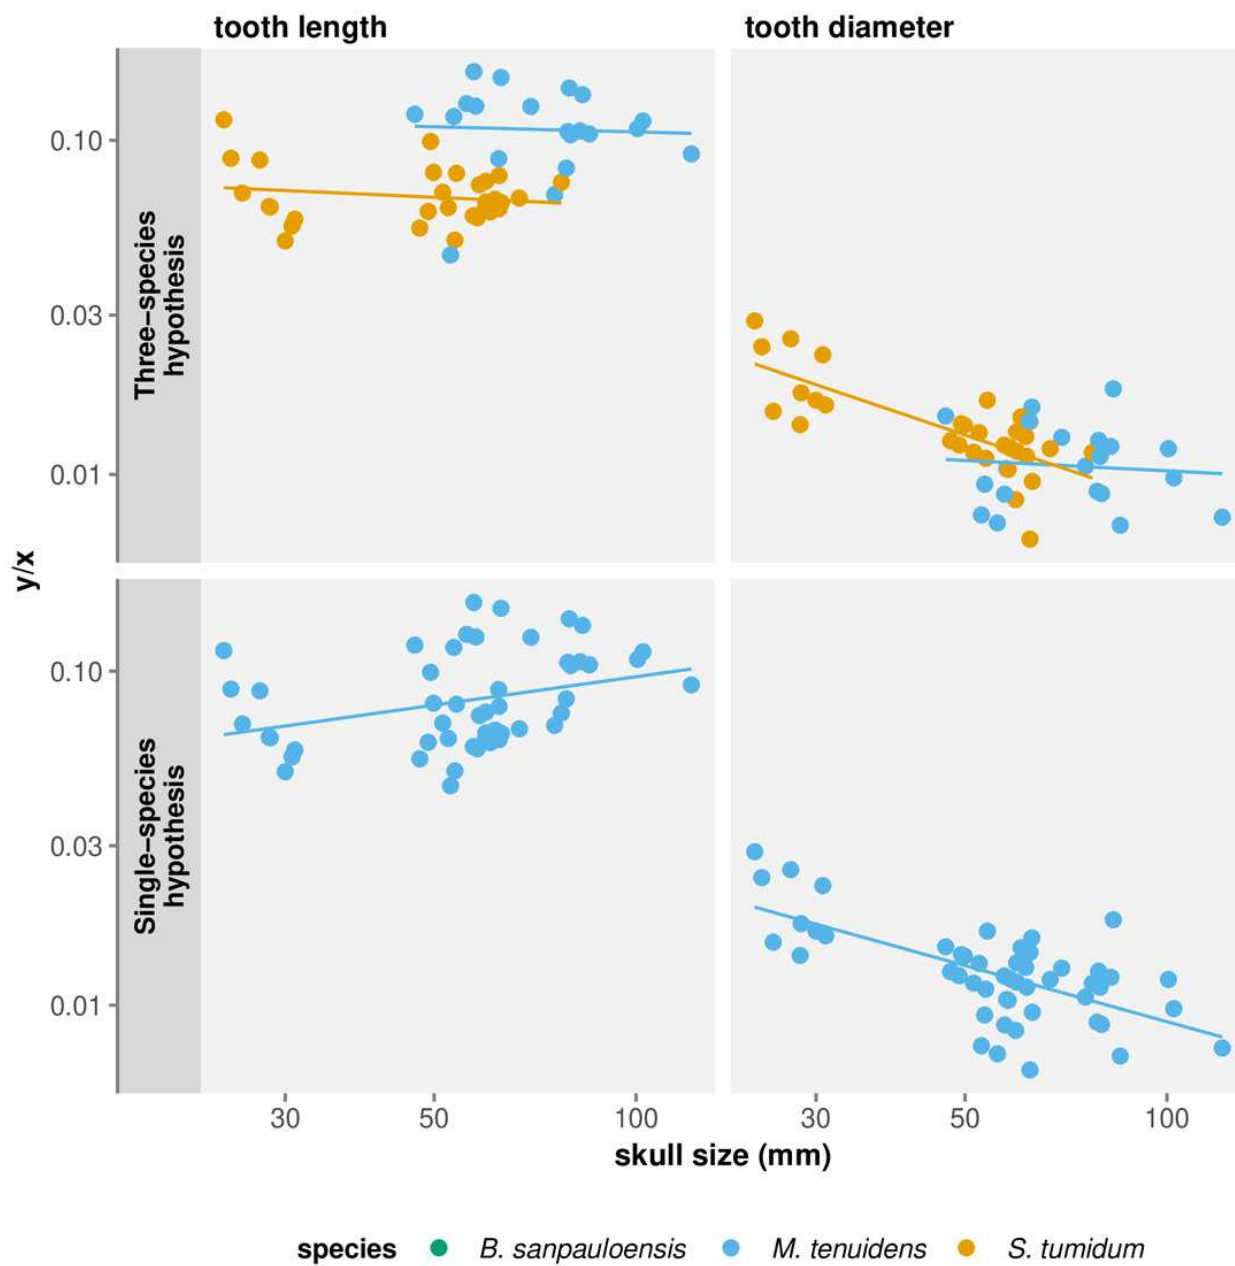 tooth length
tooth diameter
Three−species
hypothesis
0.10
0.03
0.01
y/x
Single−species
hypothesis
0.10
0.03
0.01
30 50 100 30 50 100
skull size (mm)
species B. sanpauloensis M. tenuidens S. tumidum